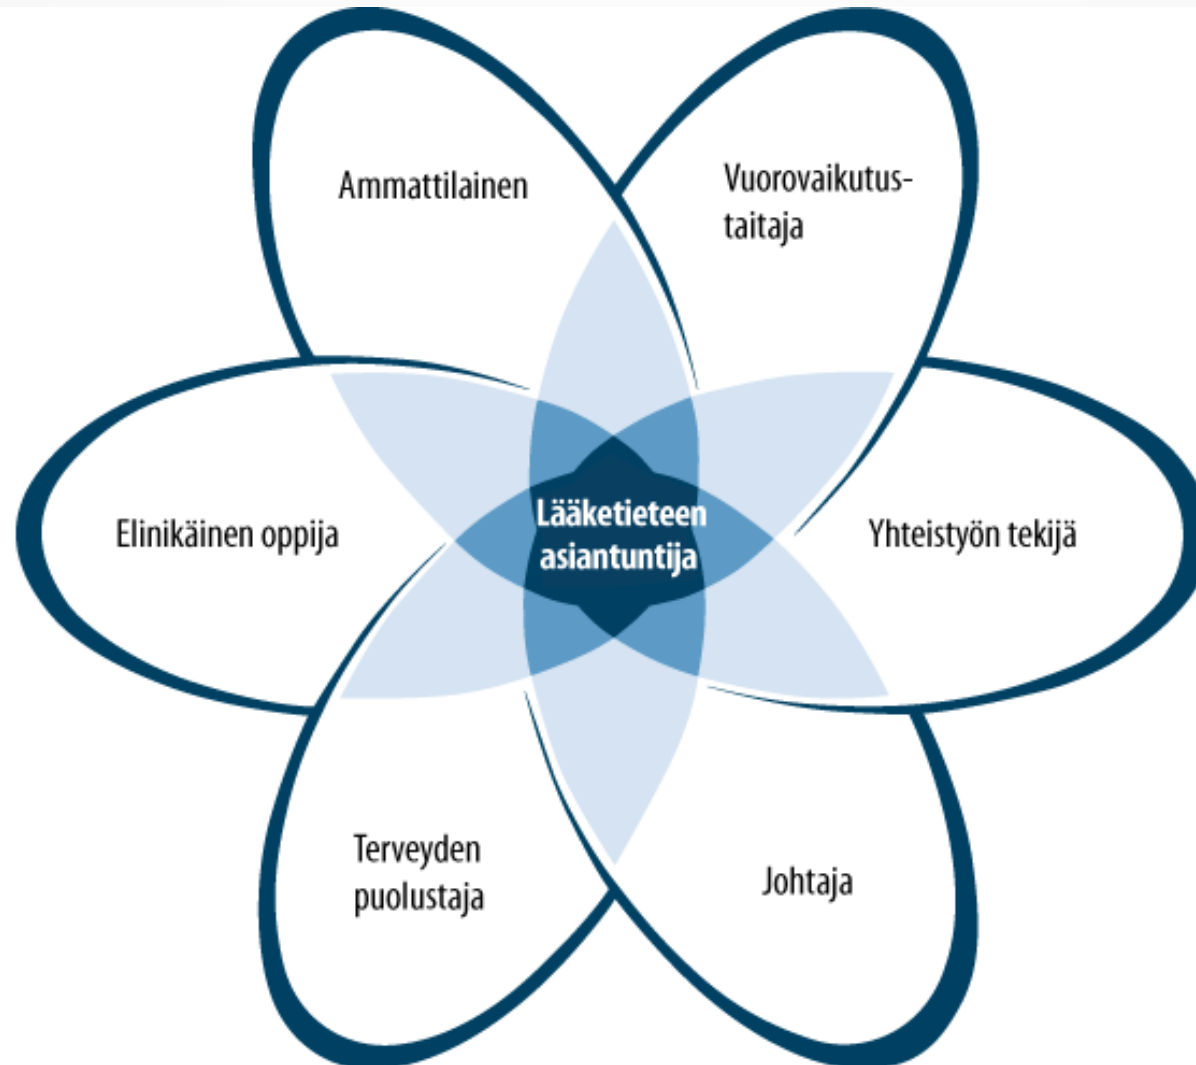 Ammattilainen
Vuorovaikutus-
taitaja
Elinikäinen oppija
Lääketieteen
asiantuntija
Yhteistyön tekijä
Terveyden
puolustaja
Johtaja